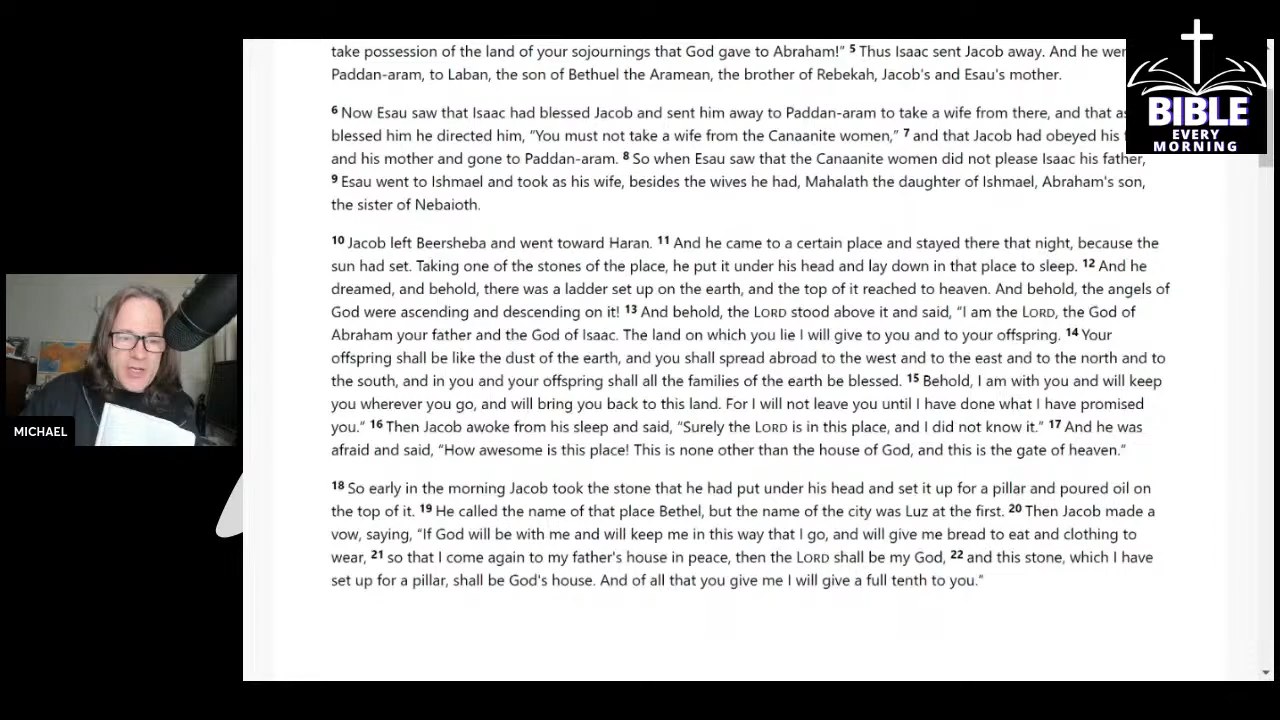 take possession of the land of your sojournings that God gave to Abraham!” 5 Thus Isaac sent Jacob away. And he
Paddan-aram, to Laban, the son of Bethuel the Aramean, the brother of Rebekah, Jacob's and Esau's mother.
6 Now Esau saw that Isaac had blessed Jacob and sent him away to Paddan-aram to take a wife from there, and that
blessed him he directed him, “You must not take a wife from the Canaanite women,” 7 and that Jacob had obeyed his
and his mother and gone to Paddan-aram. 8 So when Esau saw that the Canaanite women did not please Isaac his father,
9 Esau went to Ishmael and took as his wife, besides the wives he had, Mahalath the daughter of Ishmael, Abraham's son,
the sister of Nebaioth.
10 Jacob left Beersheba and went toward Haran. 11 And he came to a certain place and stayed there that night, because the
sun had set. Taking one of the stones of the place, he put it under his head and lay down in that place to sleep. 12 And he
dreamed, and behold, there was a ladder set up on the earth, and the top of it reached to heaven. And behold, the angels of
God were ascending and descending on it! 13 And behold, the LORD stood above it and said, “I am the LORD, the God of
Abraham your father and the God of Isaac. The land on which you lie I will give to you and to your offspring. 14 Your
offspring shall be like the dust of the earth, and you shall spread abroad to the west and to the east and to the north and to
the south, and in you and your offspring shall all the families of the earth be blessed. 15 Behold, I am with you and will keep
you wherever you go, and will bring you back to this land. For I will not leave you until I have done what I have promised
you.” 16 Then Jacob awoke from his sleep and said, “Surely the LORD is in this place, and I did not know it.” 17 And he was
afraid and said, “How awesome is this place! This is none other than the house of God, and this is the gate of heaven.”
18 So early in the morning Jacob took the stone that he had put under his head and set it up for a pillar and poured oil on
the top of it. 19 He called the name of that place Bethel, but the name of the city was Luz at the first. 20 Then Jacob made a
vow, saying, “If God will be with me and will keep me in this way that I go, and will give me bread to eat and clothing to
wear, 21 so that I come again to my father's house in peace, then the LORD shall be my God, 22 and this stone, which I have
set up for a pillar, shall be God's house. And of all that you give me I will give a full tenth to you.”
BIBLE
EVERY
MORNING
MICHAEL